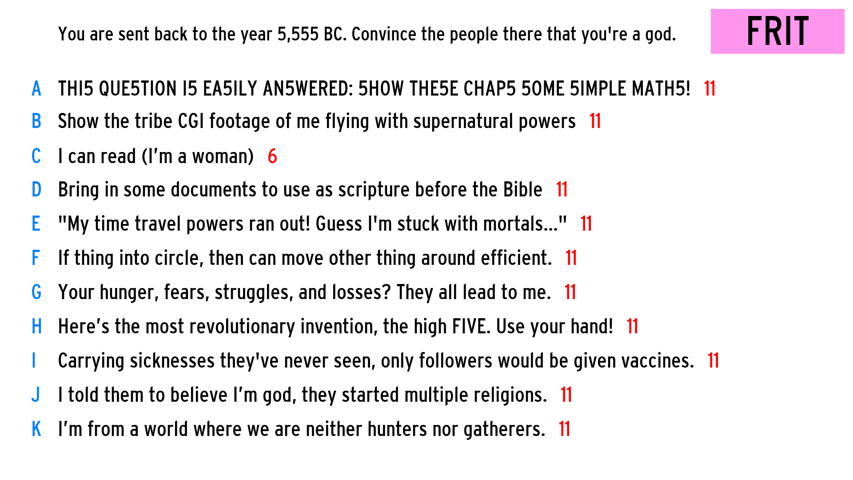 You are sent back to the year 5,555 BC. Convince the people there that you're a god.
FRIT
A THI5 QUE5TION I5 EA5ILY AN5WERED: 5HOW THE5E CHAP5 5OME 5IMPLE MATH5! 11
B Show the tribe CGI footage of me flying with supernatural powers 11
C I can read (I'm a woman) 6
D Bring in some documents to use as scripture before the Bible 11
E "My time travel powers ran out! Guess I'm stuck with mortals..." 11
F If thing into circle, then can move other thing around efficient. 11
G Your hunger, fears, struggles, and losses? They all lead to me. 11
H Here's the most revolutionary invention, the high FIVE. Use your hand! 11
I Carrying sicknesses they've never seen, only followers would be given vaccines. 11
J I told them to believe I'm god, they started multiple religions. 11
K I'm from a world where we are neither hunters nor gatherers. 11